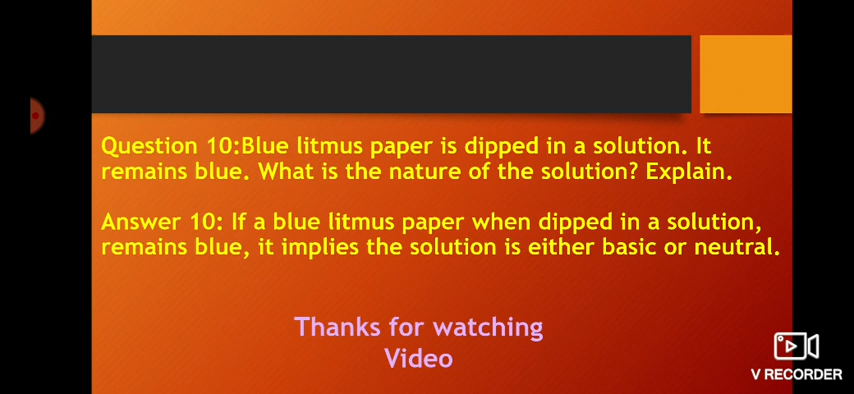 Question 10:Blue litmus paper is dipped in a solution. It
remains blue. What is the nature of the solution? Explain.
Answer 10: If a blue litmus paper when dipped in a solution,
remains blue, it implies the solution is either basic or neutral.
Thanks for watching
Video
V RECORDER